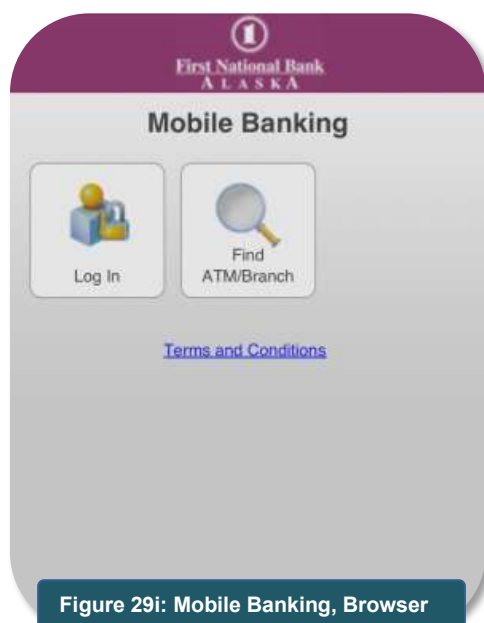 1
First National Bank
ALASKA
Mobile Banking
Log In
Find
ATM/Branch
Terms and Conditions
Figure 29i: Mobile Banking, Browser